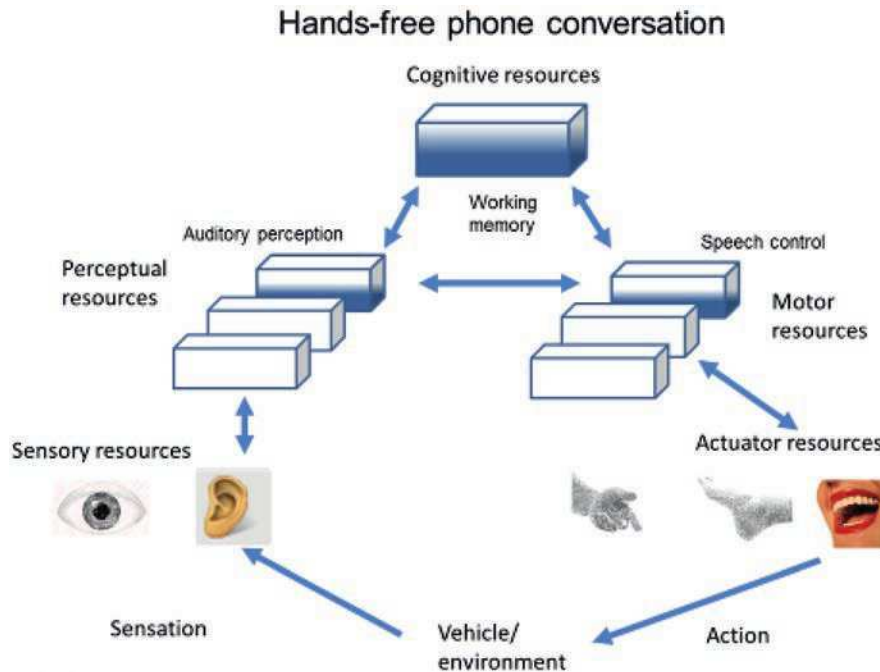 Hands-free phone conversation
Cognitive resources
Working
memory
Auditory perception
Speech control
Perceptual
resources
Motor
resources
Sensory resources
Actuator resources
Sensation
Vehicle/
environment
Action